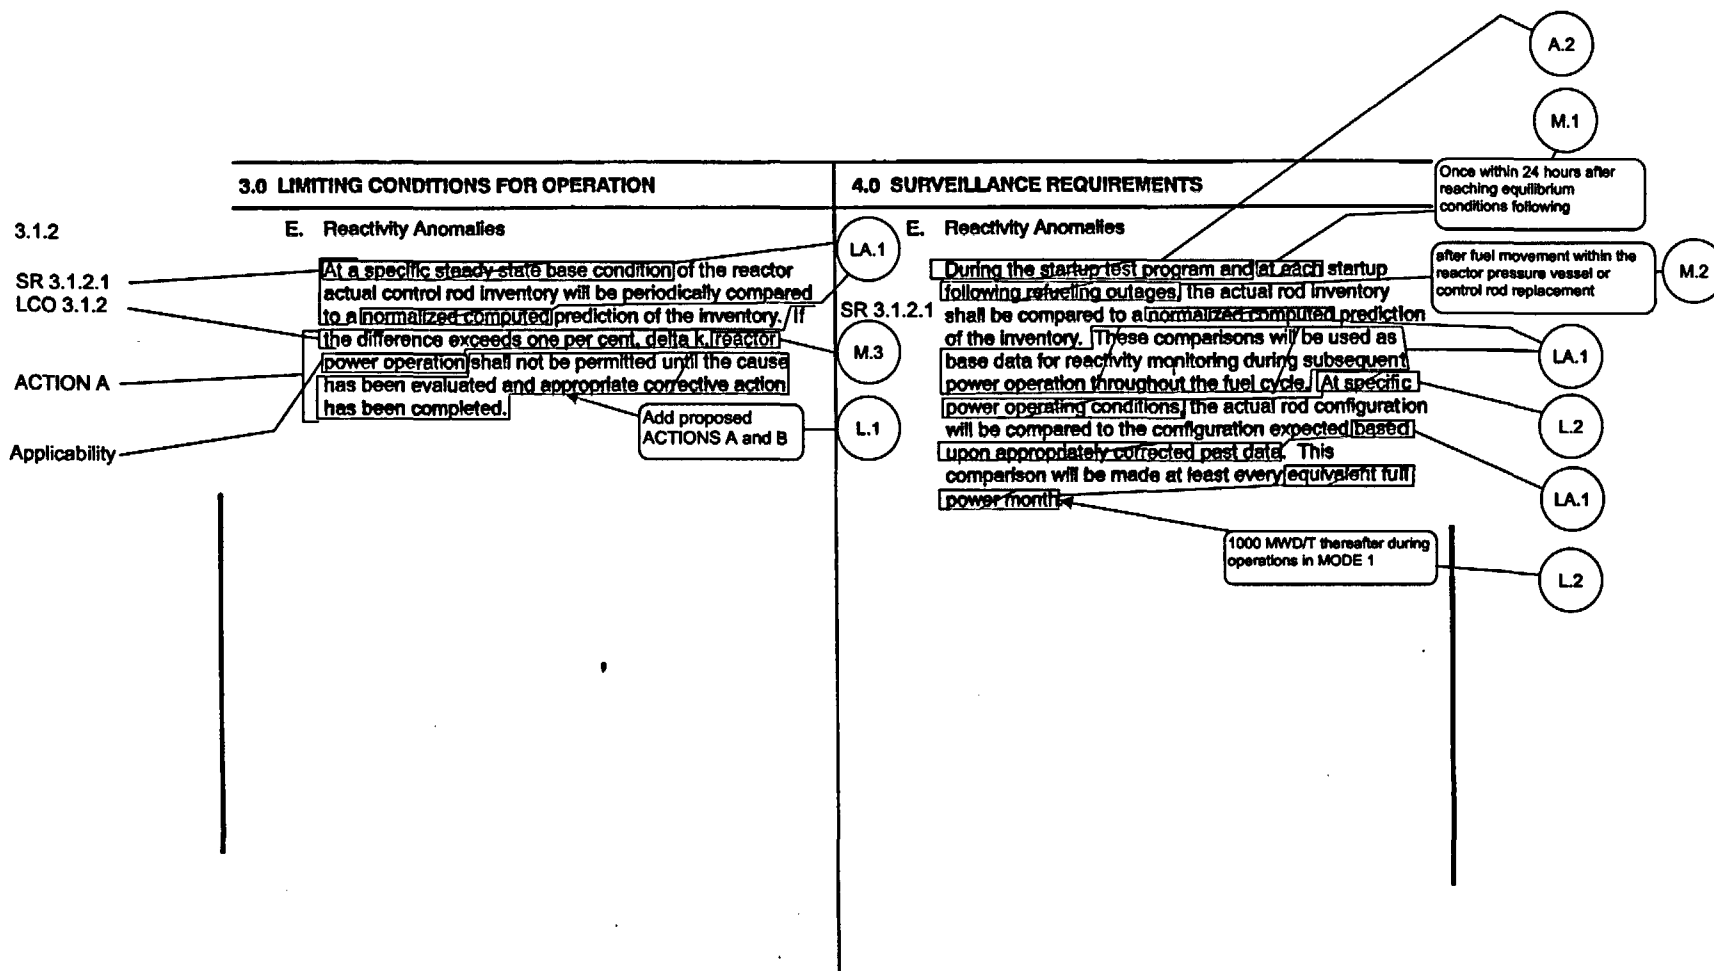 A.2
M.1
Once within 24 hours after
reaching equilibrium
conditions following
3.0 LIMITING CONDITIONS FOR OPERATION
4.0 SURVEILLANCE REQUIREMENTS
3.1.2
E. Reactivity Anomalies
LA.1
SR 3.1.2.1
LCO 3.1.2
At a specific steady state base condition of the reactor
actual control rod inventory will be periodically compared
to a normalized computed prediction of the inventory. If
the difference exceeds one per cent, delta k, reactor
power operation shall not be permitted until the cause
has been evaluated and appropriate corrective action
has been completed.
M.3
ACTION A
Add proposed
ACTIONS A and B
L.1
Applicability
E. Reactivity Anomalies
after fuel movement within the
reactor pressure vessel or
control rod replacement
M.2
SR 3.1.2.1
During the startup test program and at each startup
following refueling outages, the actual rod inventory
shall be compared to a normalized computed prediction
of the inventory. These comparisons will be used as
base data for reactivity monitoring during subsequent
power operation throughout the fuel cycle. At specific
power operating conditions, the actual rod configuration
will be compared to the configuration expected based
upon appropriately corrected past data. This
comparison will be made at least every equivalent full
power month.
LA.1
L.2
LA.1
1000 MWD/T thereafter during
operations in MODE 1
L.2